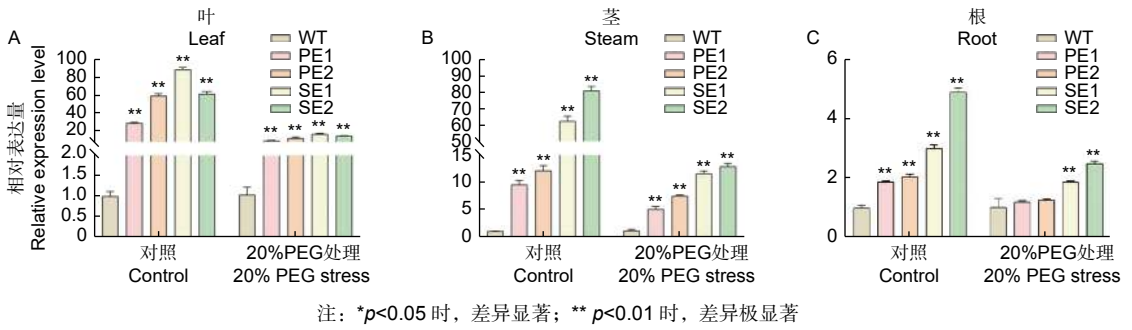 叶
Leaf
茎
Steam
根
Root
A
B
C
WT
PE1
PE2
SE1
SE2
WT
PE1
PE2
SE1
SE2
WT
PE1
PE2
SE1
SE2
相对表达量
Relative expression level
100
80
60
40
20
2.0
1.5
1.0
0.5
0
** ** ** **
** ** ** **
对照
Control
20%PEG处理
20% PEG stress
100
90
80
70
60
50
15
10
5
0
** ** ** **
** ** ** **
对照
Control
20%PEG处理
20% PEG stress
6
4
2
0
** ** ** **
** **
对照
Control
20%PEG处理
20% PEG stress
注：*p<0.05 时，差异显著；** p<0.01 时，差异极显著